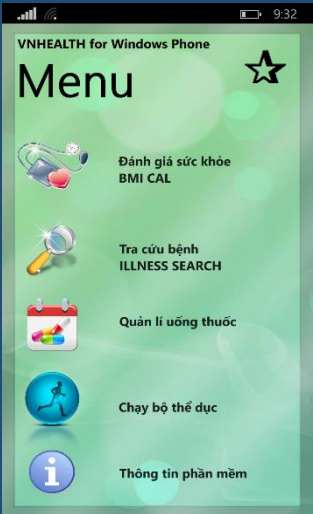 9:32
VNHEALTH for Windows Phone
Menu
Đánh giá sức khỏe
BMI CAL
Tra cứu bệnh
ILLNESS SEARCH
Quản lí uống thuốc
Chạy bộ thể dục
Thông tin phần mềm